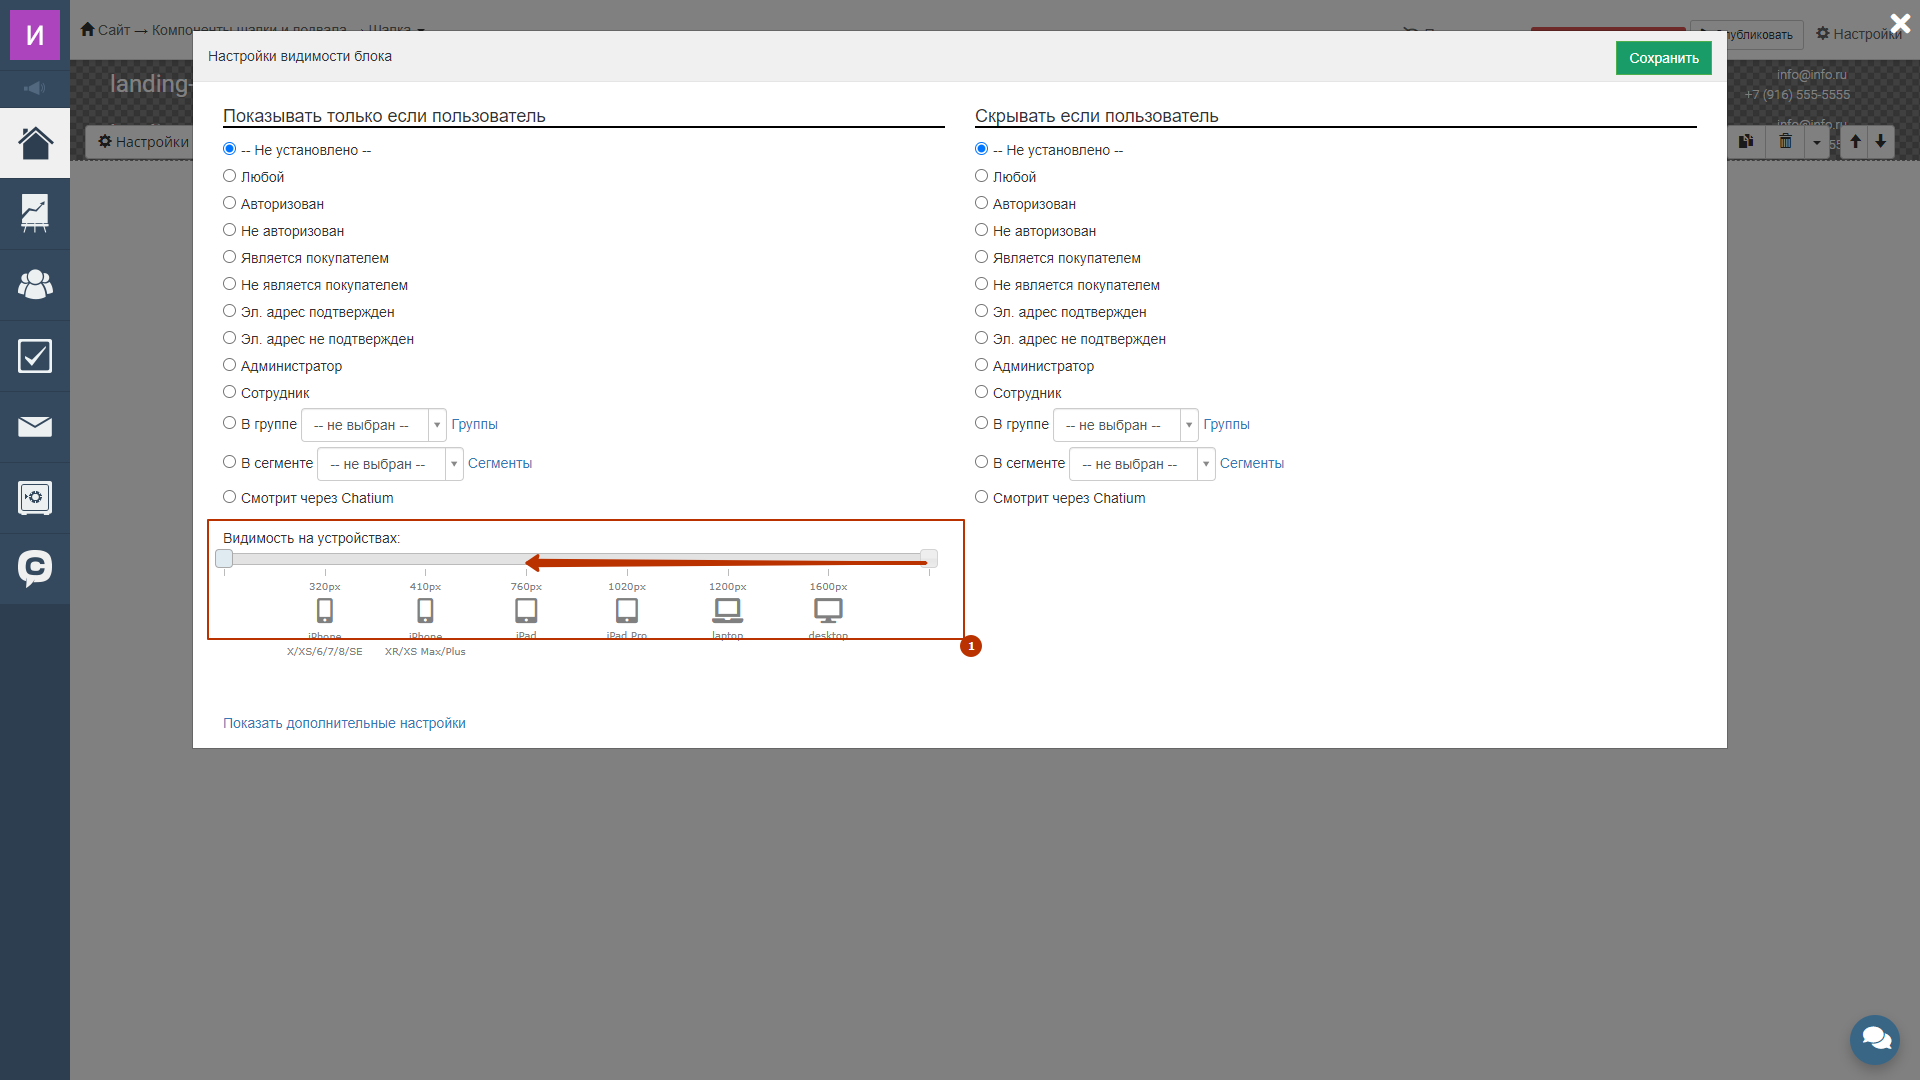 И
Сайт → Компоненты шапки и подвала → Шапка
Опубликовать
Настройки
landing-
info@info.ru
+7 (916) 555-5555
info@info.ru
Настройки
Настройки видимости блока
Сохранить
Показывать только если пользователь
-- Не установлено --
Любой
Авторизован
Не авторизован
Является покупателем
Не является покупателем
Эл. адрес подтвержден
Эл. адрес не подтвержден
Администратор
Сотрудник
В группе -- не выбран -- Группы
В сегменте -- не выбран -- Сегменты
Смотрит через Chatium
Скрывать если пользователь
-- Не установлено --
Любой
Авторизован
Не авторизован
Является покупателем
Не является покупателем
Эл. адрес подтвержден
Эл. адрес не подтвержден
Администратор
Сотрудник
В группе -- не выбран -- Группы
В сегменте -- не выбран -- Сегменты
Смотрит через Chatium
Видимость на устройствах:
320px 410px 760px 1020px 1200px 1600px
iPhone iPhone iPad iPad Pro laptop desktop
X/XS/6/7/8/SE XR/XS Max/Plus
1
Показать дополнительные настройки